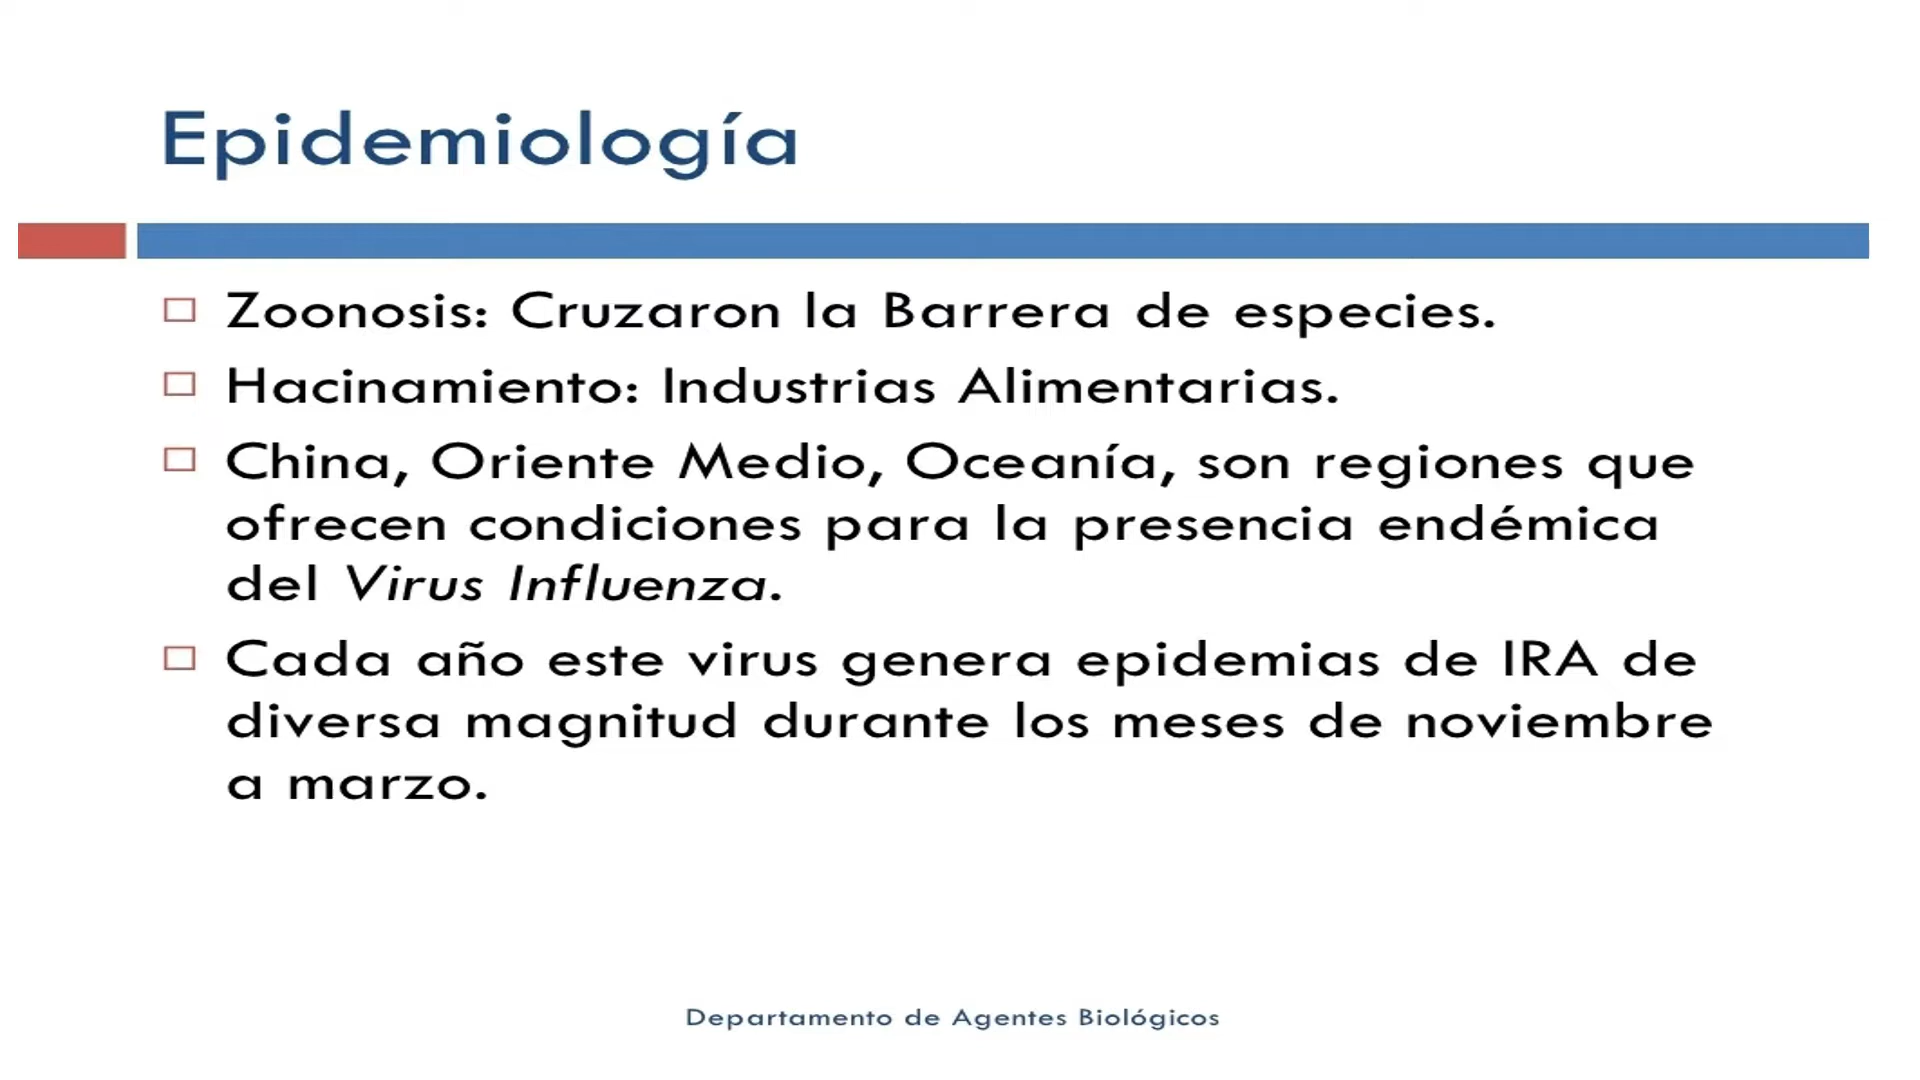 Epidemiología
Zoonosis: Cruzaron la Barrera de especies.
Hacinamiento: Industrias Alimentarias.
China, Oriente Medio, Oceanía, son regiones que
ofrecen condiciones para la presencia endémica
del Virus Influenza.
Cada año este virus genera epidemias de IRA de
diversa magnitud durante los meses de noviembre
a marzo.
Departamento de Agentes Biológicos